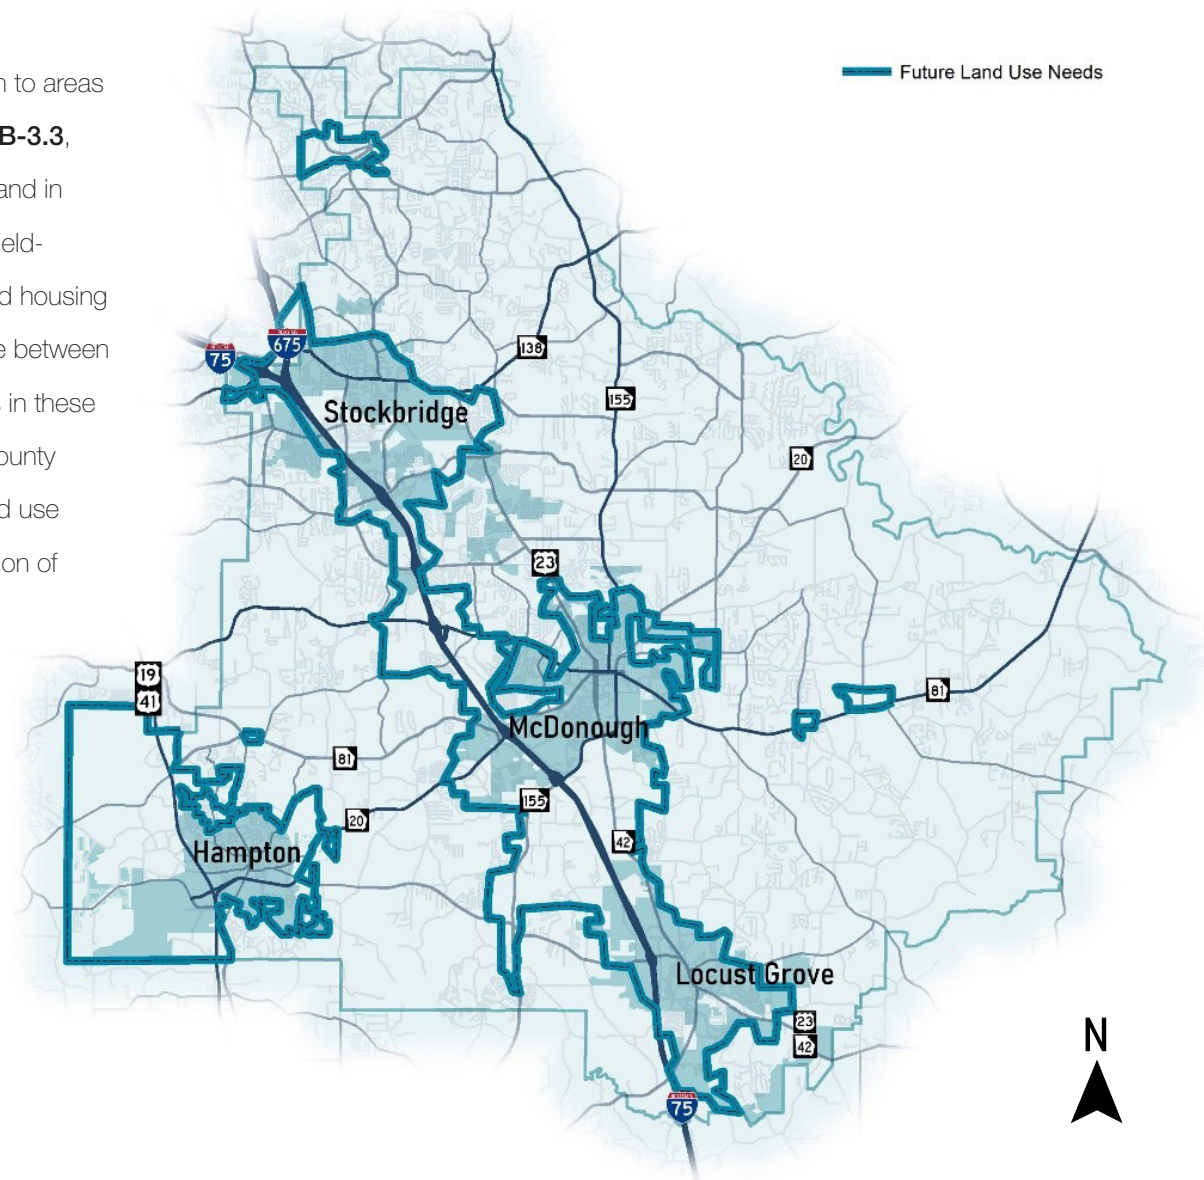 n to areas
B-3.3,
and in
eld-
d housing
e between
s in these
ounty
d use
on of
Future Land Use Needs
675
75
138
Stockbridge
155
20
23
19
41
81
McDonough
81
155
20
42
Hampton
Locust Grove
23
42
N
75